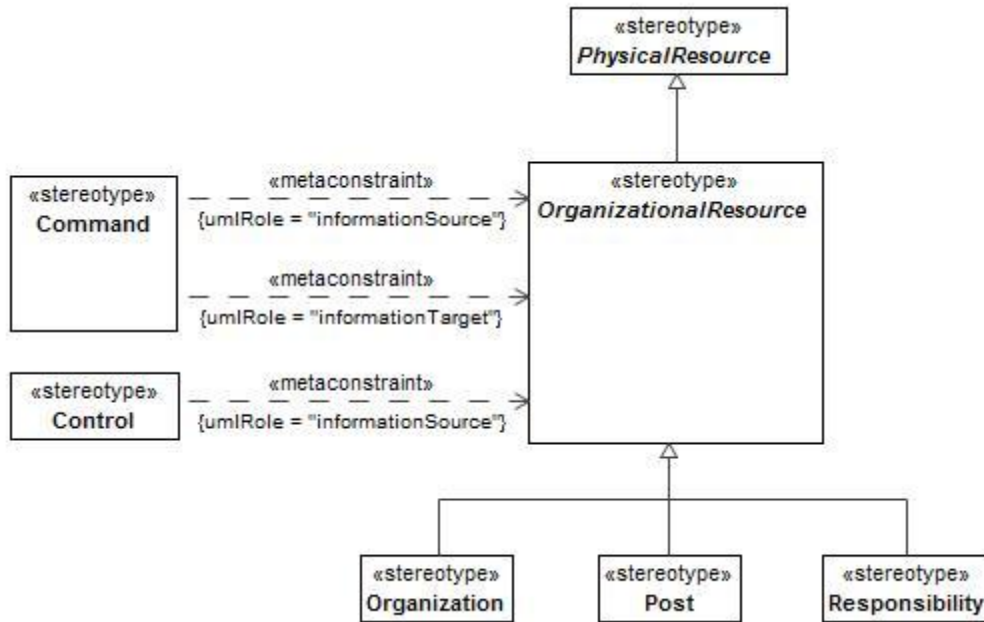 «stereotype»
PhysicalResource
«stereotype»
Command
«metaconstraint»
{umlRole = "informationSource"}
«metaconstraint»
{umlRole = "informationTarget"}
«stereotype»
OrganizationalResource
«stereotype»
Control
«metaconstraint»
{umlRole = "informationSource"}
«stereotype»
Organization
«stereotype»
Post
«stereotype»
Responsibility